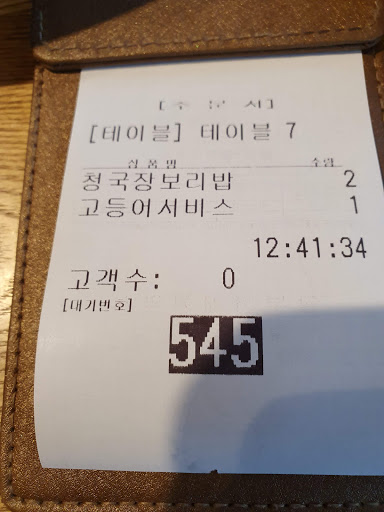 [주 문 서]
[테이블] 테이블 7
상 품 명 수량
청국장보리밥 2
고등어서비스 1
12:41:34
고객수: 0
[대기번호]
545